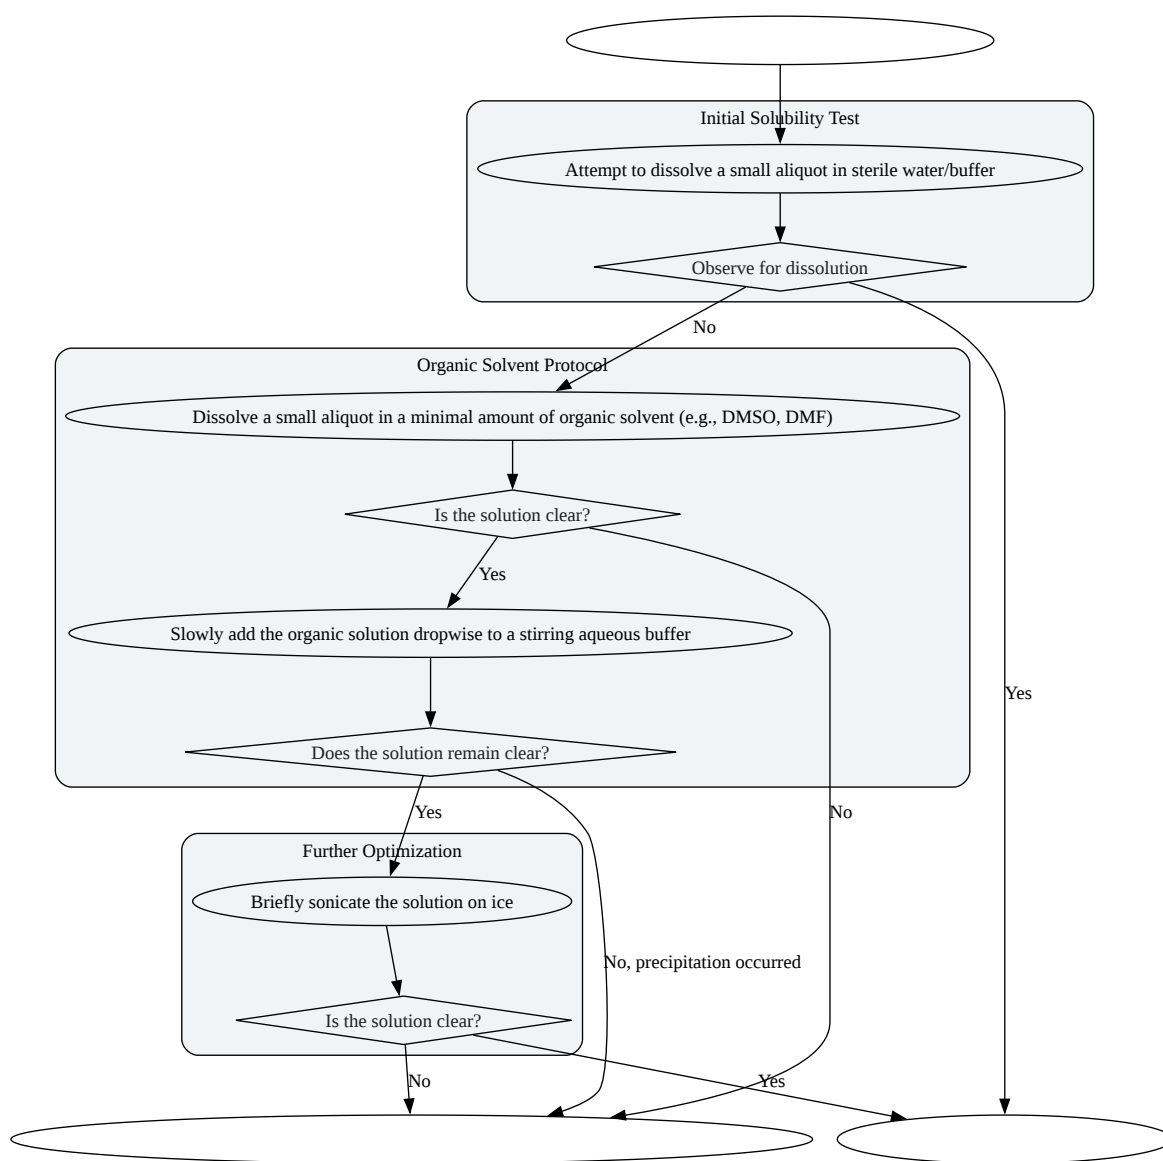 Initial Solubility Test
Attempt to dissolve a small aliquot in sterile water/buffer
Observe for dissolution
No
Organic Solvent Protocol
Dissolve a small aliquot in a minimal amount of organic solvent (e.g., DMSO, DMF)
Is the solution clear?
Yes
Slowly add the organic solution dropwise to a stirring aqueous buffer
Yes
Does the solution remain clear?
Yes
No
Further Optimization
Briefly sonicate the solution on ice
No, precipitation occurred
Is the solution clear?
No
Yes